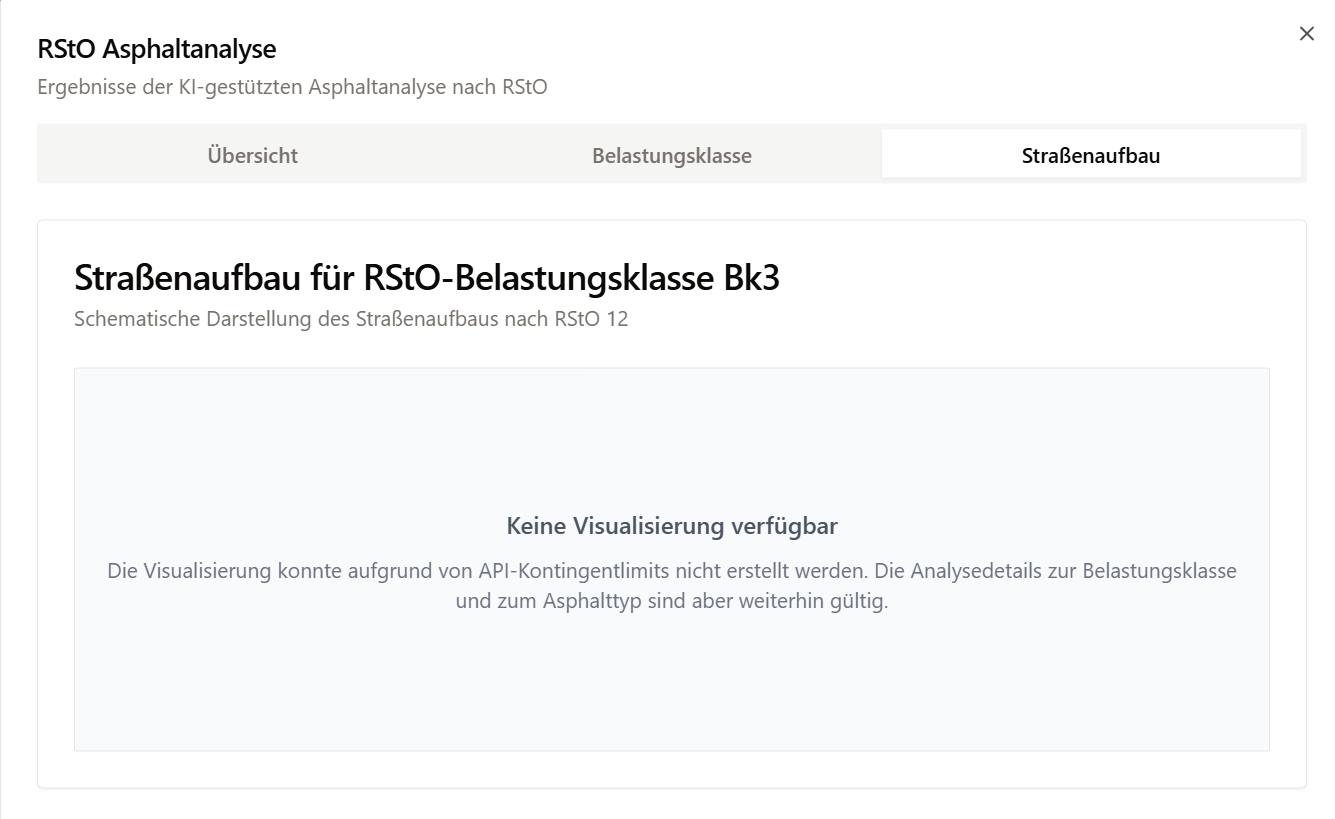 RStO Asphaltanalyse
Ergebnisse der KI-gestützten Asphaltanalyse nach RStO
Übersicht
Belastungsklasse
Straßenaufbau
Straßenaufbau für RStO-Belastungsklasse Bk3
Schematische Darstellung des Straßenaufbaus nach RStO 12
Keine Visualisierung verfügbar
Die Visualisierung konnte aufgrund von API-Kontingentlimits nicht erstellt werden. Die Analysedetails zur Belastungsklasse
und zum Asphalttyp sind aber weiterhin gültig.